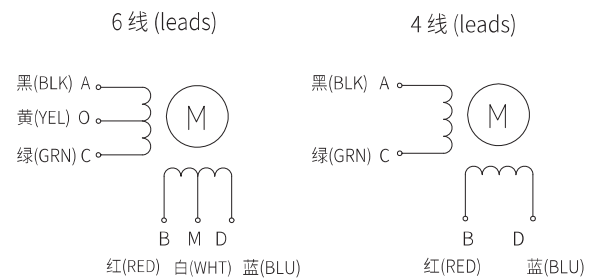 6 线 (leads)
黑(BLK) A
黄(YEL) O
绿(GRN) C
M
B M D
红(RED) 白(WHT) 蓝(BLU)
4 线 (leads)
黑(BLK) A
绿(GRN) C
M
B D
红(RED) 蓝(BLU)